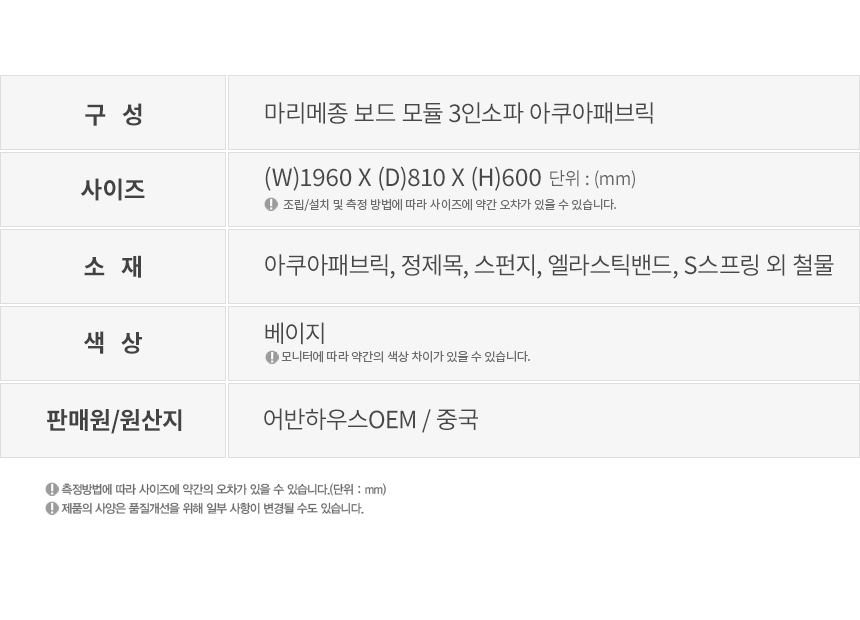 구 성
마리메종 보드 모듈 3인소파 아쿠아패브릭
사이즈
(W)1960 X (D)810 X (H)600 단위 : (mm)
조립/설치 및 측정 방법에 따라 사이즈에 약간 오차가 있을 수 있습니다.
소 재
아쿠아패브릭, 정제목, 스펀지, 엘라스틱밴드, S스프링 외 철물
색 상
베이지
모니터에 따라 약간의 색상 차이가 있을 수 있습니다.
판매원/원산지
어반하우스OEM / 중국
측정방법에 따라 사이즈에 약간의 오차가 있을 수 있습니다.(단위 : mm)
제품의 사양은 품질개선을 위해 일부 사항이 변경될 수도 있습니다.